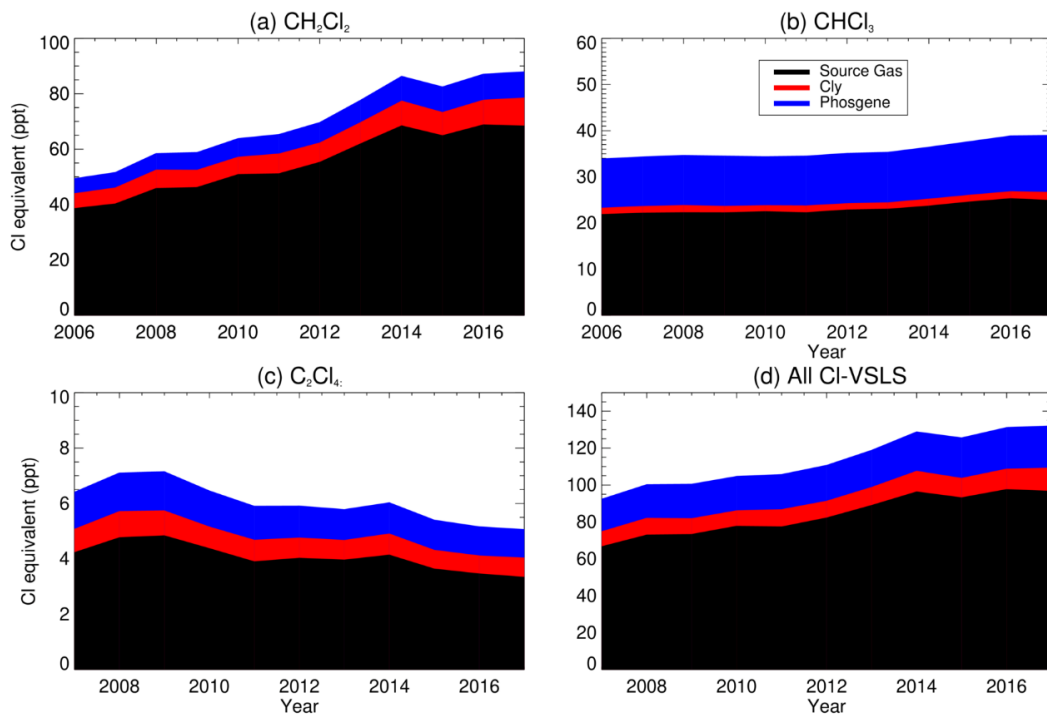 (a) CH₂Cl₂
(b) CHCl₃
100
80
60
40
20
0
Cl equivalent (ppt)
2006 2008 2010 2012 2014 2016
60
50
40
30
20
10
0
Source Gas
Cly
Phosgene
2006 2008 2010 2012 2014 2016
Year
(c) C₂Cl₄:
(d) All Cl-VSLS
10
8
6
4
2
0
Cl equivalent (ppt)
2008 2010 2012 2014 2016
Year
140
120
100
80
60
40
20
0
2008 2010 2012 2014 2016
Year